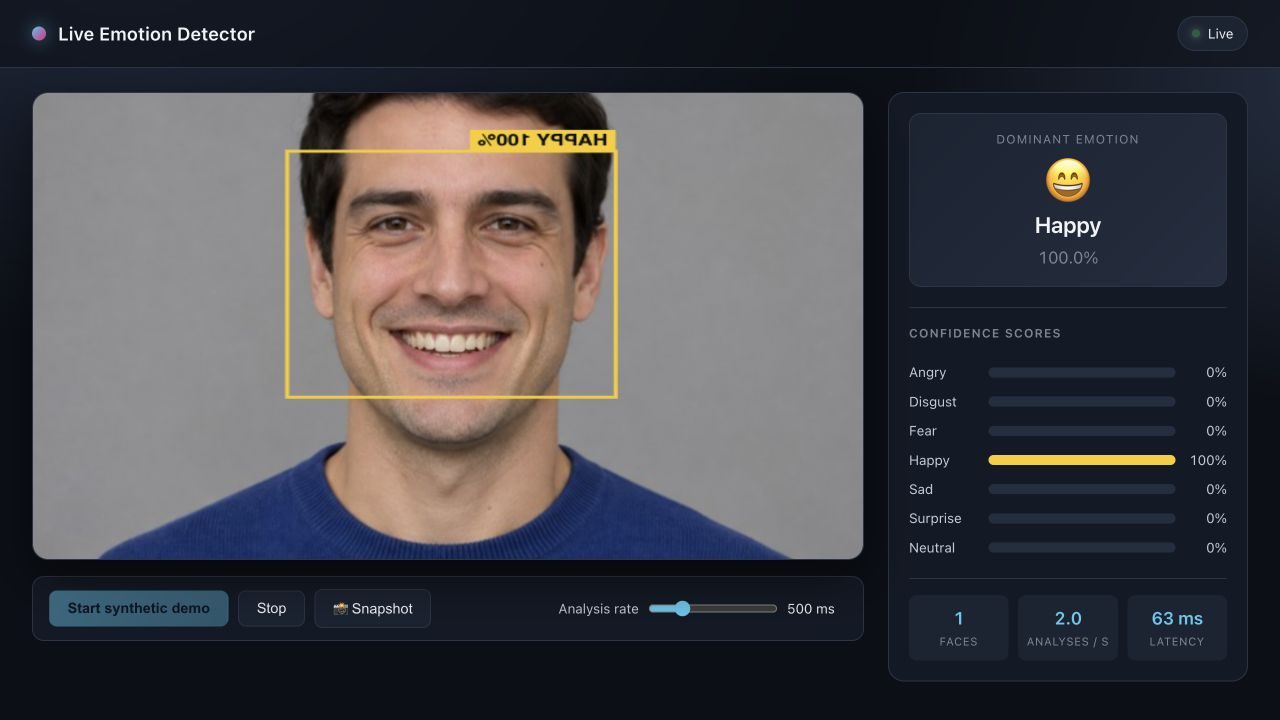 Live Emotion Detector
Live
HAPPY 100%
DOMINANT EMOTION
Happy
100.0%
CONFIDENCE SCORES
Angry 0%
Disgust 0%
Fear 0%
Happy 100%
Sad 0%
Surprise 0%
Neutral 0%
Start synthetic demo
Stop
Snapshot
Analysis rate
500 ms
1
FACES
2.0
ANALYSES / S
63 ms
LATENCY